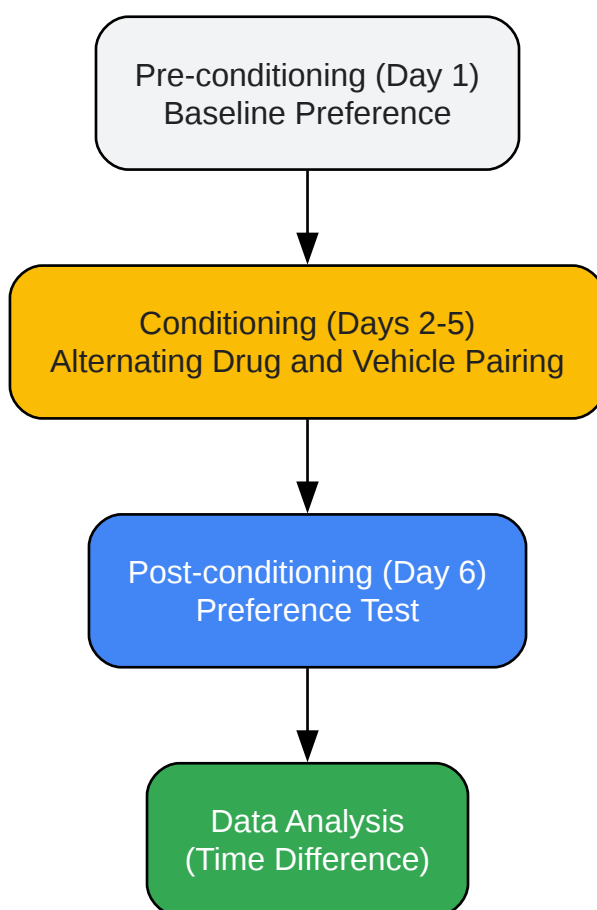 Pre-conditioning (Day 1)
Baseline Preference
Conditioning (Days 2-5)
Alternating Drug and Vehicle Pairing
Post-conditioning (Day 6)
Preference Test
Data Analysis
(Time Difference)